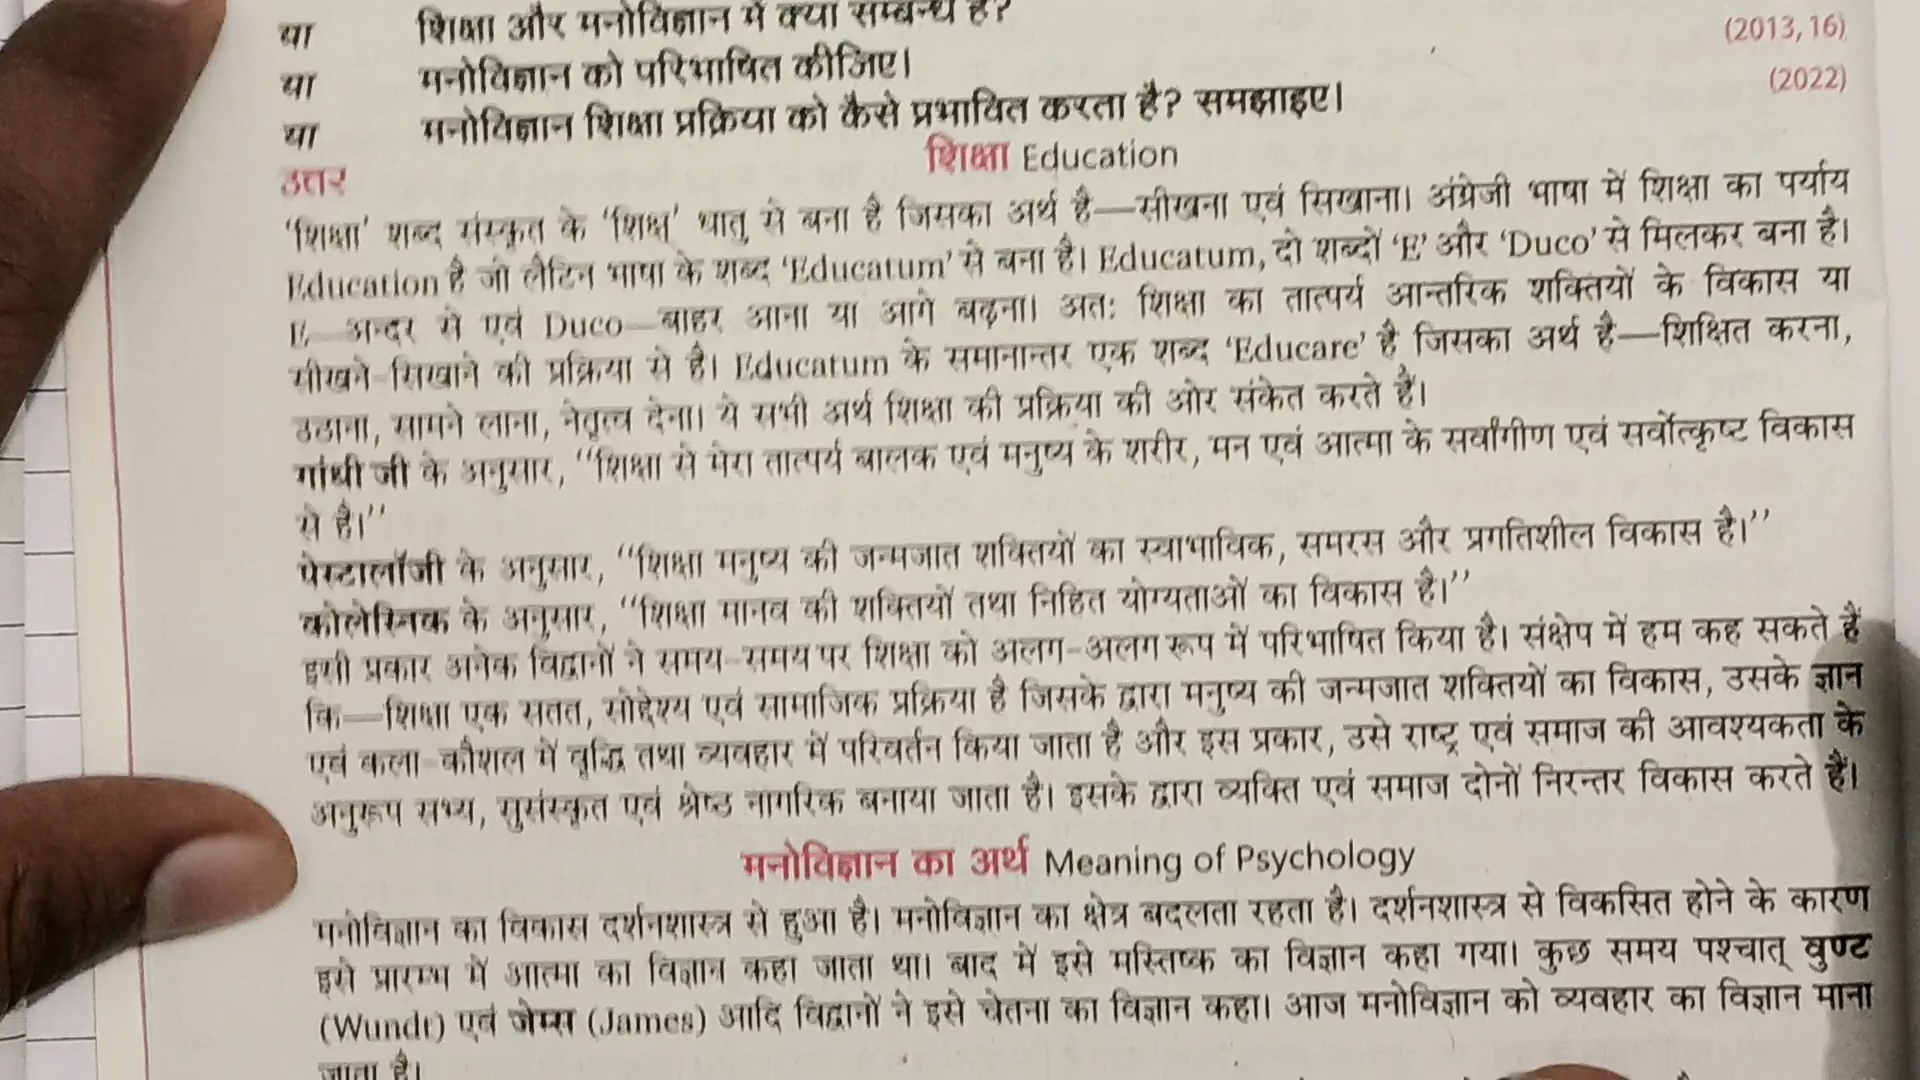 या शिक्षा और मनोविज्ञान में क्या सम्बन्ध है?
(2013, 16)
या मनोविज्ञान को परिभाषित कीजिए।
(2022)
या मनोविज्ञान शिक्षा प्रक्रिया को कैसे प्रभावित करता है? समझाइए।
उत्तर
शिक्षा Education
‘शिक्षा’ शब्द संस्कृत के ‘शिक्ष’ धातु से बना है जिसका अर्थ है—सीखना एवं सिखाना। अंग्रेजी भाषा में शिक्षा का पर्याय
Education है जो लैटिन भाषा के शब्द ‘Educatum’ से बना है। Educatum, दो शब्दों ‘E’ और ‘Duco’ से मिलकर बना है।
E—अन्दर से एवं Duco—बाहर आना या आगे बढ़ना। अतः शिक्षा का तात्पर्य आन्तरिक शक्तियों के विकास या
सीखने-सिखाने की प्रक्रिया से है। Educatum के समानान्तर एक शब्द ‘Educare’ है जिसका अर्थ है—शिक्षित करना,
उठाना, सामने लाना, नेतृत्व देना। ये सभी अर्थ शिक्षा की प्रक्रिया की ओर संकेत करते हैं।
गांधी जी के अनुसार, ‘‘शिक्षा से मेरा तात्पर्य बालक एवं मनुष्य के शरीर, मन एवं आत्मा के सर्वांगीण एवं सर्वोत्कृष्ट विकास
से है।’’
पेस्टालॉजी के अनुसार, ‘‘शिक्षा मनुष्य की जन्मजात शक्तियों का स्वाभाविक, समरस और प्रगतिशील विकास है।’’
कोलेस्निक के अनुसार, ‘‘शिक्षा मानव की शक्तियों तथा निहित योग्यताओं का विकास है।’’
इसी प्रकार अनेक विद्वानों ने समय-समय पर शिक्षा को अलग-अलग रूप में परिभाषित किया है। संक्षेप में हम कह सकते हैं
कि—शिक्षा एक सतत, सोद्देश्य एवं सामाजिक प्रक्रिया है जिसके द्वारा मनुष्य की जन्मजात शक्तियों का विकास, उसके ज्ञान
एवं कला-कौशल में वृद्धि तथा व्यवहार में परिवर्तन किया जाता है और इस प्रकार, उसे राष्ट्र एवं समाज की आवश्यकता के
अनुरूप सभ्य, सुसंस्कृत एवं श्रेष्ठ नागरिक बनाया जाता है। इसके द्वारा व्यक्ति एवं समाज दोनों निरन्तर विकास करते हैं।
मनोविज्ञान का अर्थ Meaning of Psychology
मनोविज्ञान का विकास दर्शनशास्त्र से हुआ है। मनोविज्ञान का क्षेत्र बदलता रहता है। दर्शनशास्त्र से विकसित होने के कारण
इसे प्रारम्भ में आत्मा का विज्ञान कहा जाता था। बाद में इसे मस्तिष्क का विज्ञान कहा गया। कुछ समय पश्चात् वुण्ट
(Wundt) एवं जेम्स (James) आदि विद्वानों ने इसे चेतना का विज्ञान कहा। आज मनोविज्ञान को व्यवहार का विज्ञान माना
जाता है।